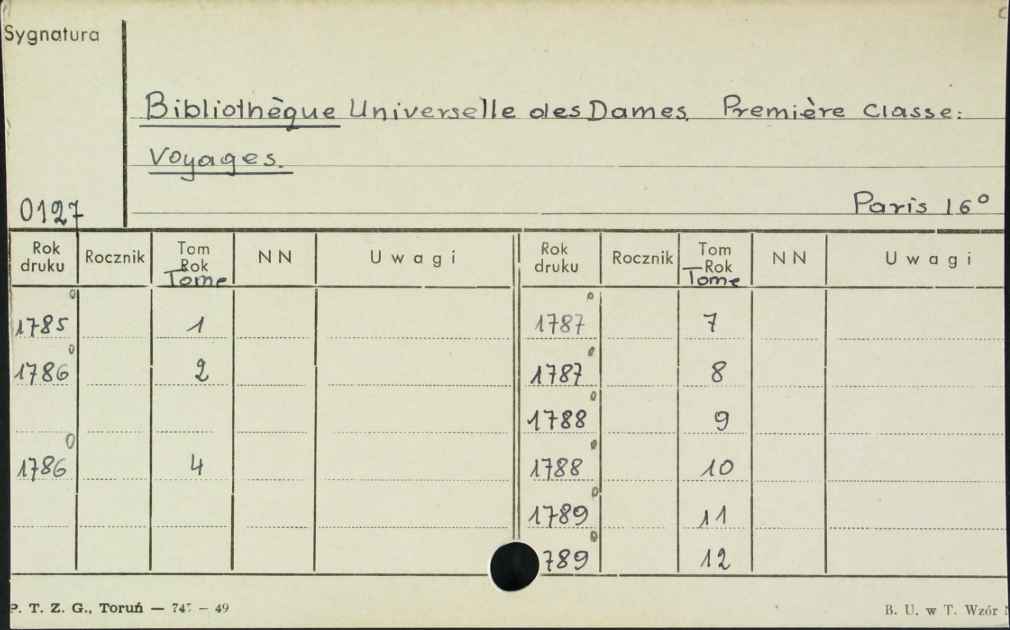 Sygnatura
Bibliothèque Universelle des Dames. Première Classe:
Voyages.
0127
Paris 16°
Rok druku Rocznik Tom Rok Tome NN Uwagi Rok druku Rocznik Tom Rok Tome NN Uwagi
1785° 1 1787° 7
1786° 2 1787° 8
1788° 9
1786° 4 1788° 10
1789° 11
789° 12
P. T. Z. G., Toruń — 74 – 49 B. U. w T. Wzór